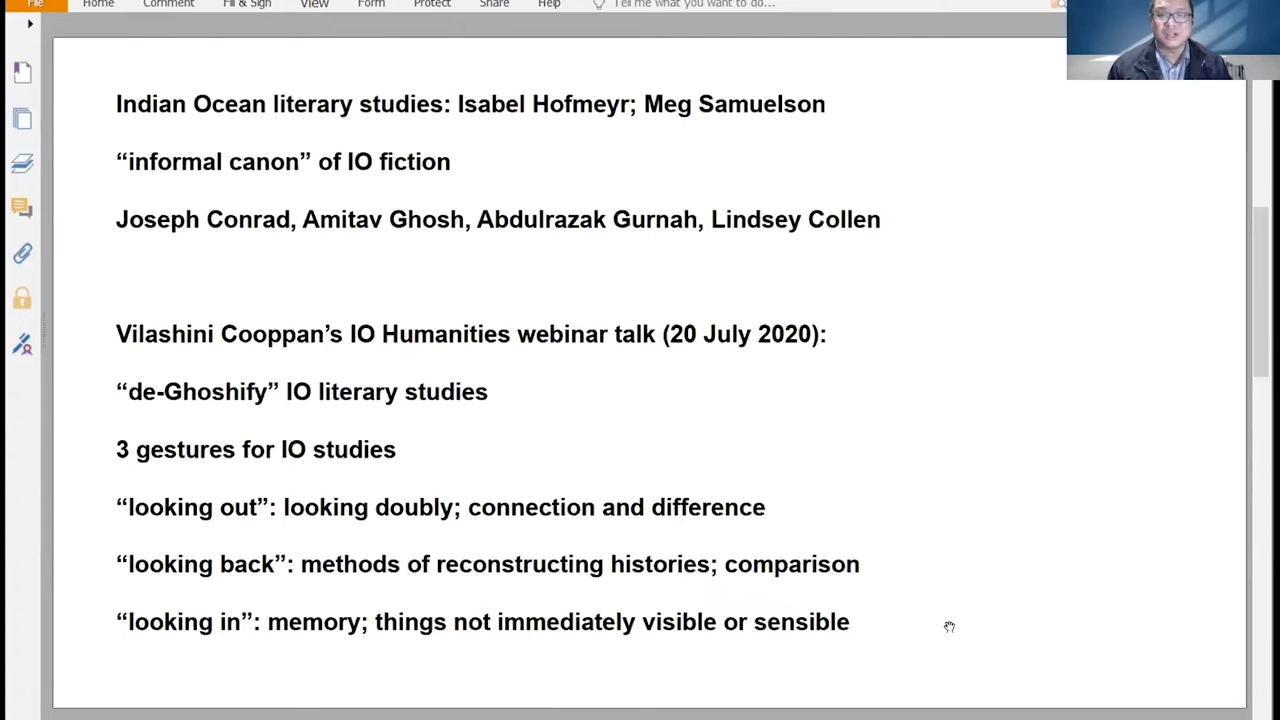 File Home Comment Fill & Sign View Form Protect Share Help Tell me what you want to do...
Indian Ocean literary studies: Isabel Hofmeyr; Meg Samuelson
“informal canon” of IO fiction
Joseph Conrad, Amitav Ghosh, Abdulrazak Gurnah, Lindsey Collen
Vilashini Cooppan’s IO Humanities webinar talk (20 July 2020):
“de-Ghoshify” IO literary studies
3 gestures for IO studies
“looking out”: looking doubly; connection and difference
“looking back”: methods of reconstructing histories; comparison
“looking in”: memory; things not immediately visible or sensible